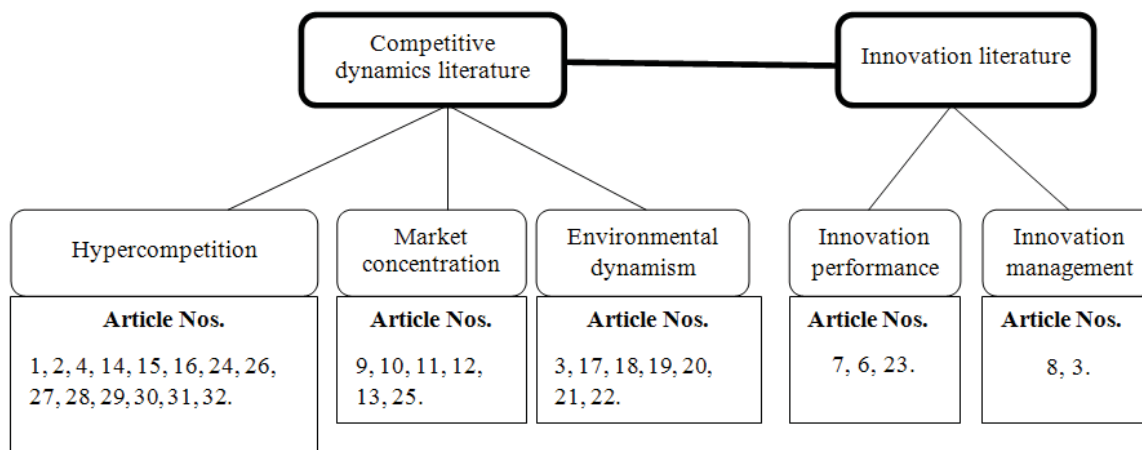 Competitive
dynamics literature
Innovation literature
Hypercompetition
Market
concentration
Environmental
dynamism
Innovation
performance
Innovation
management
Article Nos.
1, 2, 4, 14, 15, 16, 24, 26,
27, 28, 29, 30, 31, 32.
Article Nos.
9, 10, 11, 12,
13, 25.
Article Nos.
3, 17, 18, 19, 20,
21, 22.
Article Nos.
7, 6, 23.
Article Nos.
8, 3.